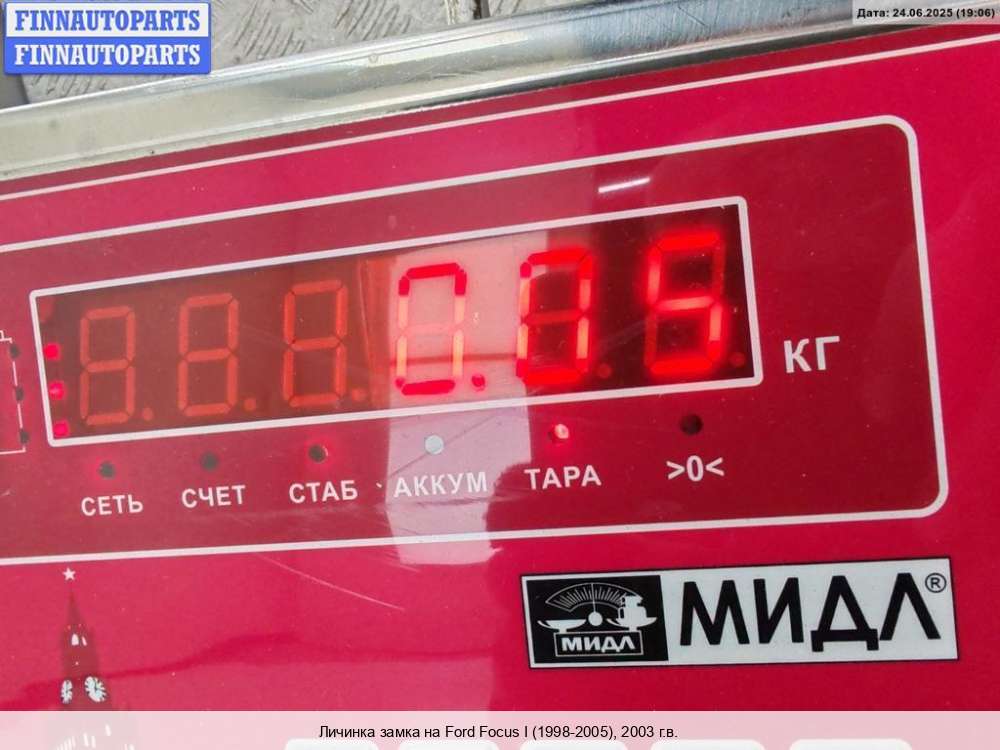 FINNAUTOPARTS
FINNAUTOPARTS
Дата: 24.06.2025 (19:06)
0.05
КГ
СЕТЬ СЧЕТ СТАБ АККУМ ТАРА >0<
МИДЛ
МИДЛ®
Личинка замка на Ford Focus I (1998-2005), 2003 г.в.